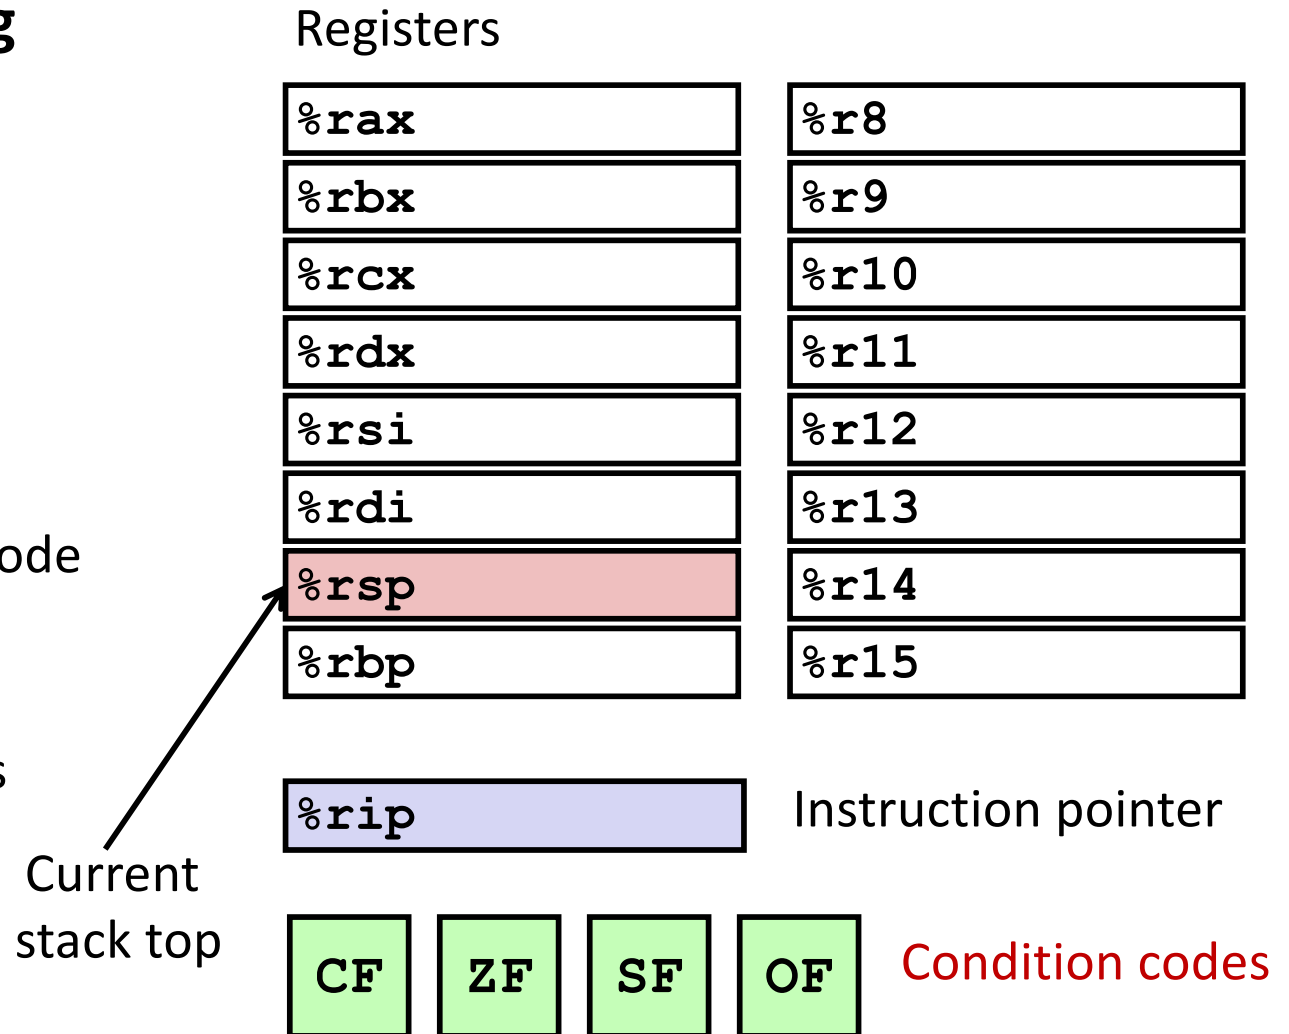 Registers
%rax
%rbx
%rcx
%rdx
%rsi
%rdi
%rsp
%rbp
%r8
%r9
%r10
%r11
%r12
%r13
%r14
%r15
Current
stack top
%rip
Instruction pointer
CF ZF SF OF
Condition codes